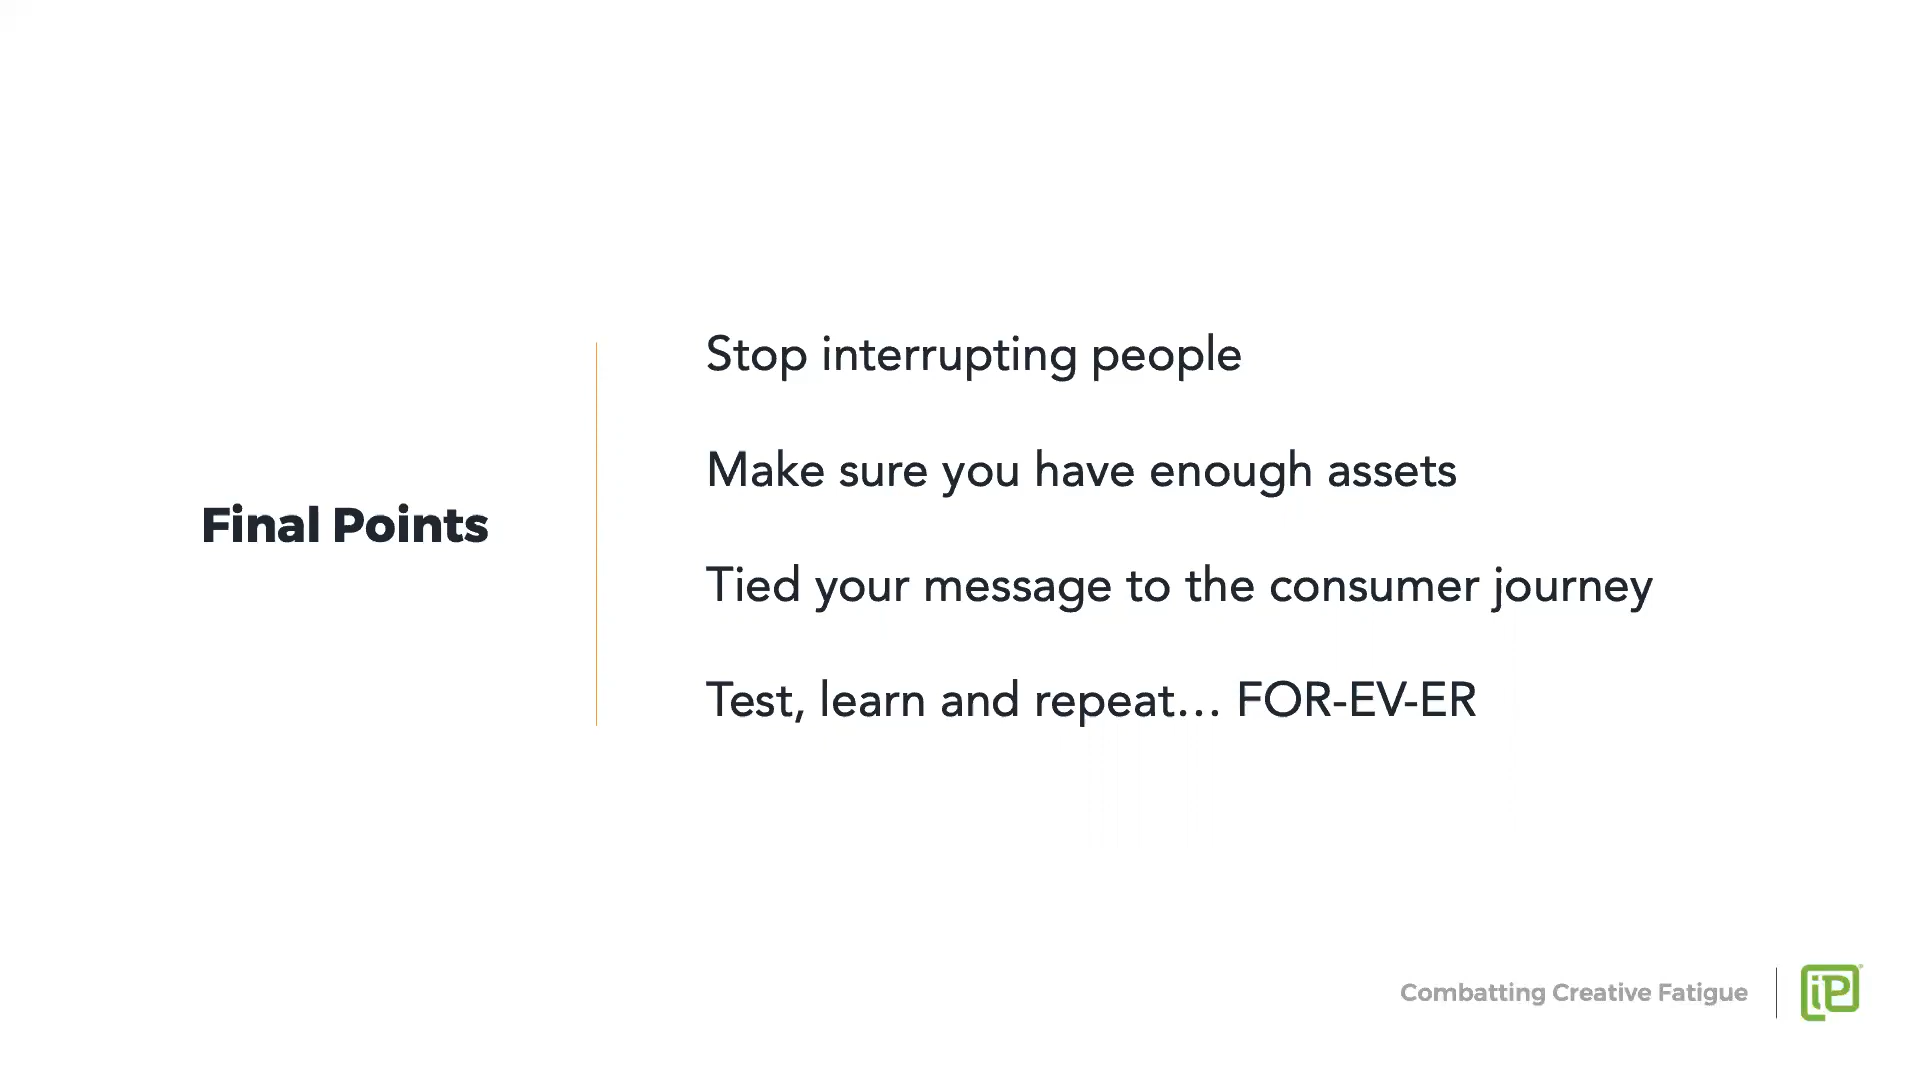 Final Points
Stop interrupting people
Make sure you have enough assets
Tied your message to the consumer journey
Test, learn and repeat… FOR-EV-ER
Combatting Creative Fatigue
iP